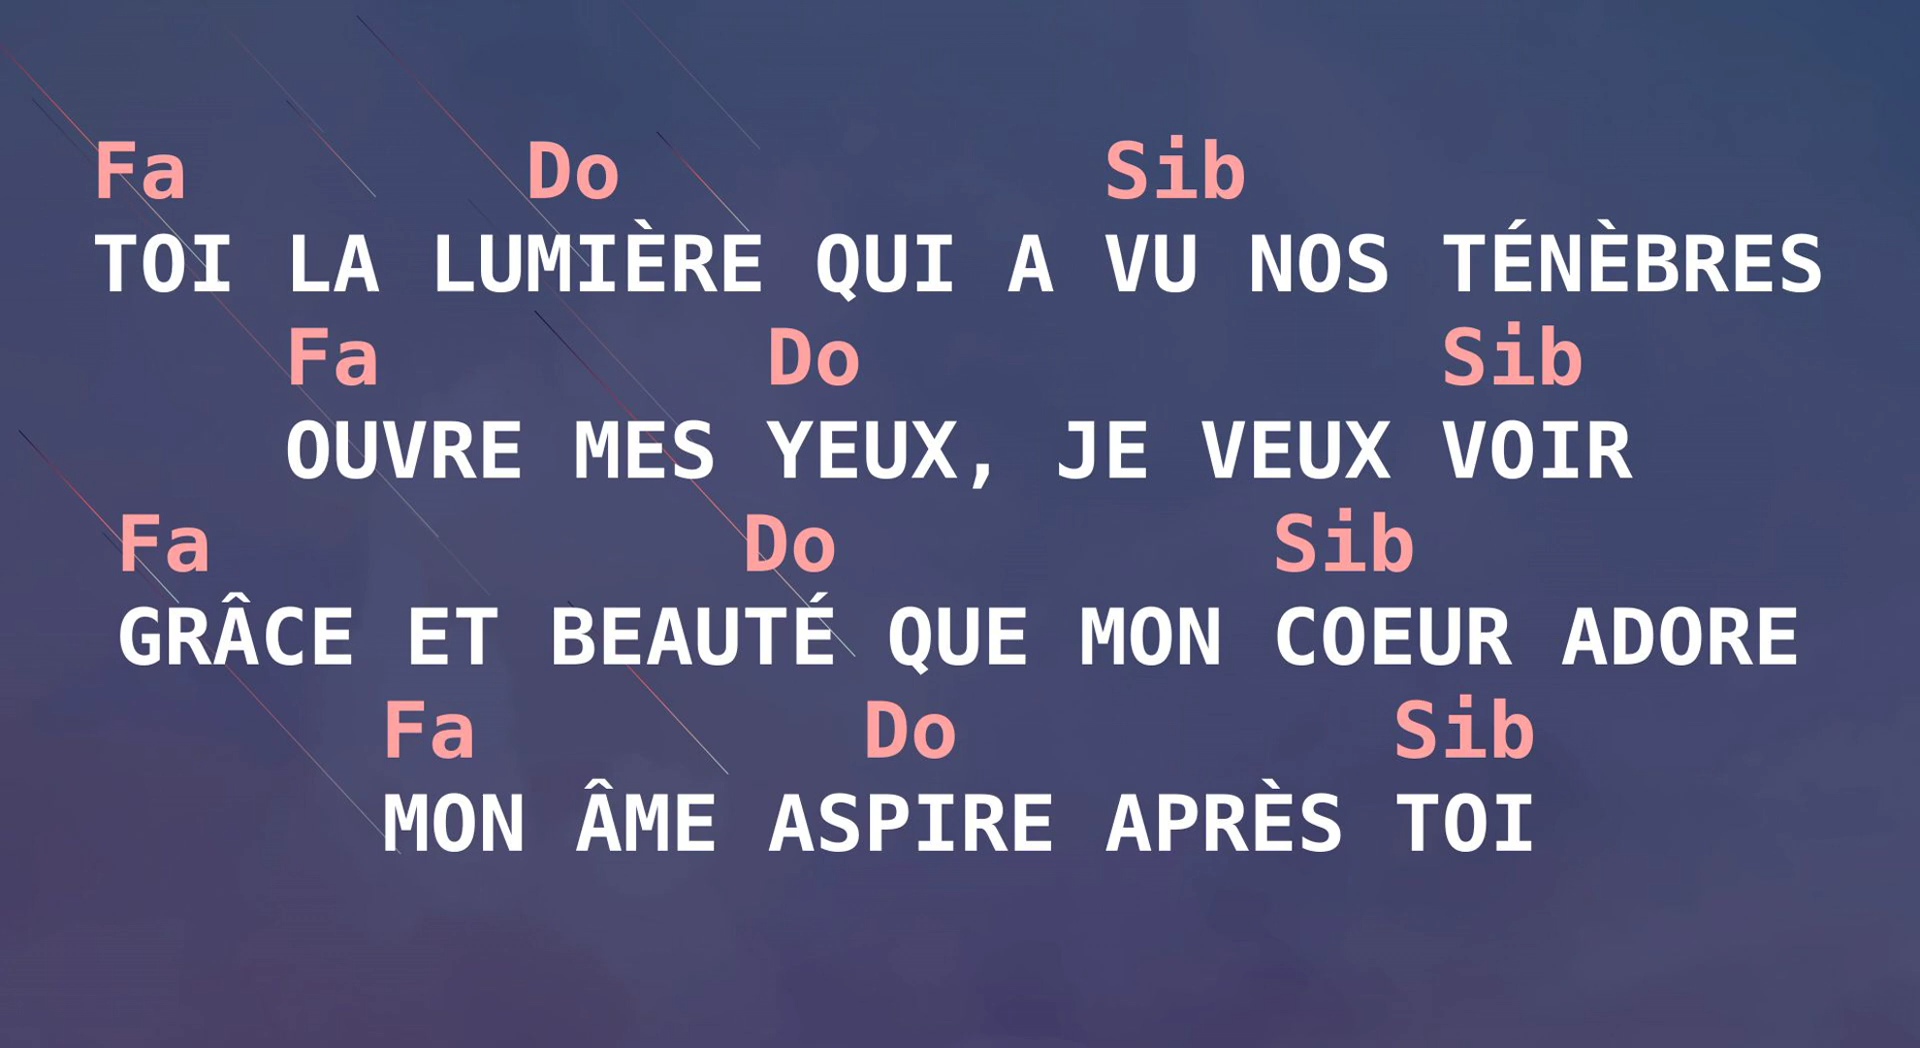 Fa Do Sib
TOI LA LUMIÈRE QUI A VU NOS TÉNÈBRES
Fa Do Sib
OUVRE MES YEUX, JE VEUX VOIR
Fa Do Sib
GRÂCE ET BEAUTÉ QUE MON COEUR ADORE
Fa Do Sib
MON ÂME ASPIRE APRÈS TOI